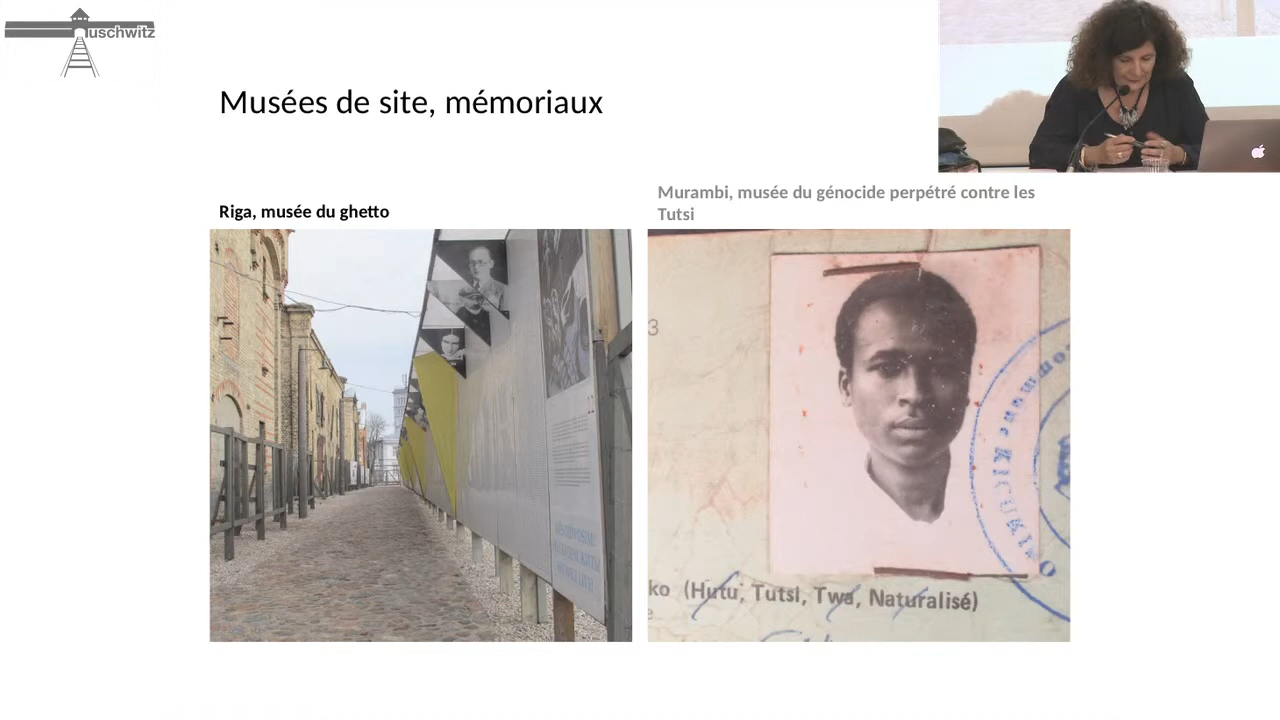 uschwitz
Musées de site, mémoriaux
Riga, musée du ghetto
Murambi, musée du génocide perpétré contre les
Tutsi
3
ko (Hutu, Tutsi, Twa, Naturalisé)
e